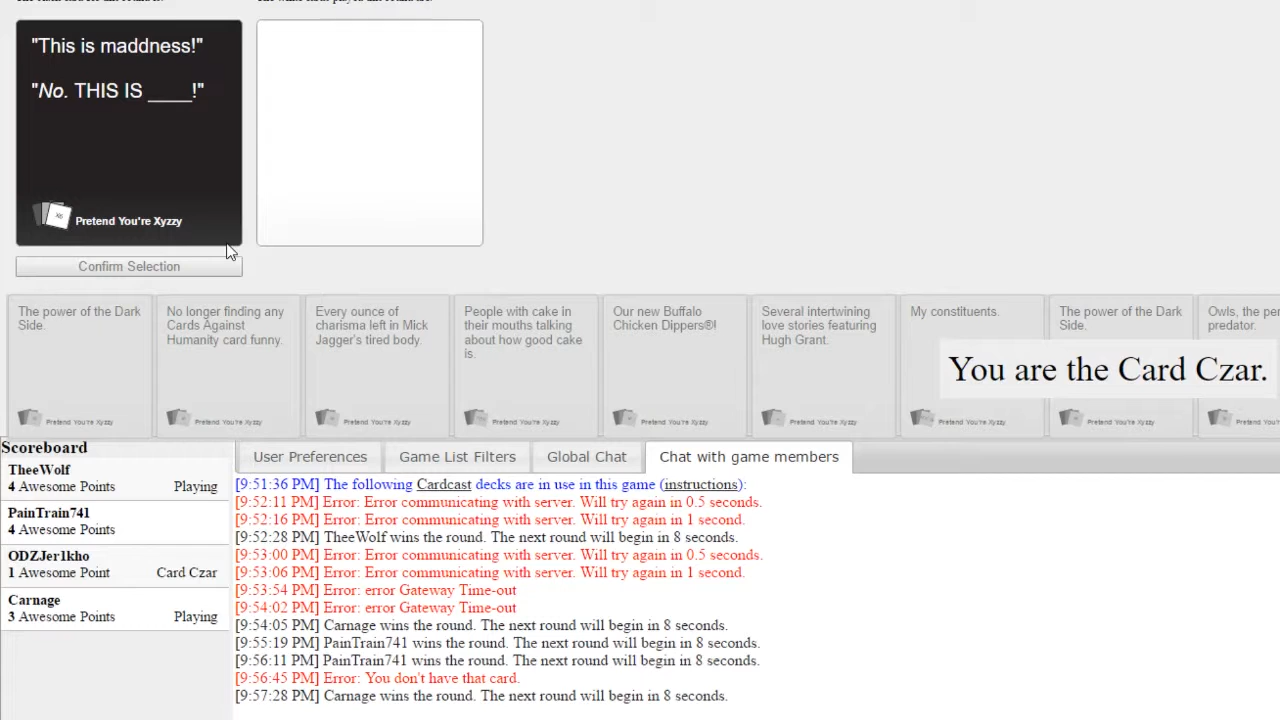 "This is maddness!"
"No. THIS IS ____!"
Pretend You're Xyzzy
Confirm Selection
The power of the Dark
Side.
Pretend You're Xyzzy
No longer finding any
Cards Against
Humanity card funny.
Pretend You're Xyzzy
Every ounce of
charisma left in Mick
Jagger's tired body.
Pretend You're Xyzzy
People with cake in
their mouths talking
about how good cake
is.
Pretend You're Xyzzy
Our new Buffalo
Chicken Dippers®!
Pretend You're Xyzzy
Several intertwining
love stories featuring
Hugh Grant.
Pretend You're Xyzzy
My constituents.
Pretend You're Xyzzy
The power of the Dark
Side.
Pretend You're Xyzzy
Owls, the
predator.
Pretend You're
You are the Card Czar.
Scoreboard
TheeWolf
4 Awesome Points Playing
PainTrain741
4 Awesome Points
ODZJer1kho
1 Awesome Point Card Czar
Carnage
3 Awesome Points Playing
User Preferences Game List Filters Global Chat Chat with game members
[9:51:36 PM] The following Cardcast decks are in use in this game (instructions):
[9:52:11 PM] Error: Error communicating with server. Will try again in 0.5 seconds.
[9:52:16 PM] Error: Error communicating with server. Will try again in 1 second.
[9:52:28 PM] TheeWolf wins the round. The next round will begin in 8 seconds.
[9:53:00 PM] Error: Error communicating with server. Will try again in 0.5 seconds.
[9:53:06 PM] Error: Error communicating with server. Will try again in 1 second.
[9:53:54 PM] Error: error Gateway Time-out
[9:54:02 PM] Error: error Gateway Time-out
[9:54:05 PM] Carnage wins the round. The next round will begin in 8 seconds.
[9:55:19 PM] PainTrain741 wins the round. The next round will begin in 8 seconds.
[9:56:11 PM] PainTrain741 wins the round. The next round will begin in 8 seconds.
[9:56:45 PM] Error: You don't have that card.
[9:57:28 PM] Carnage wins the round. The next round will begin in 8 seconds.